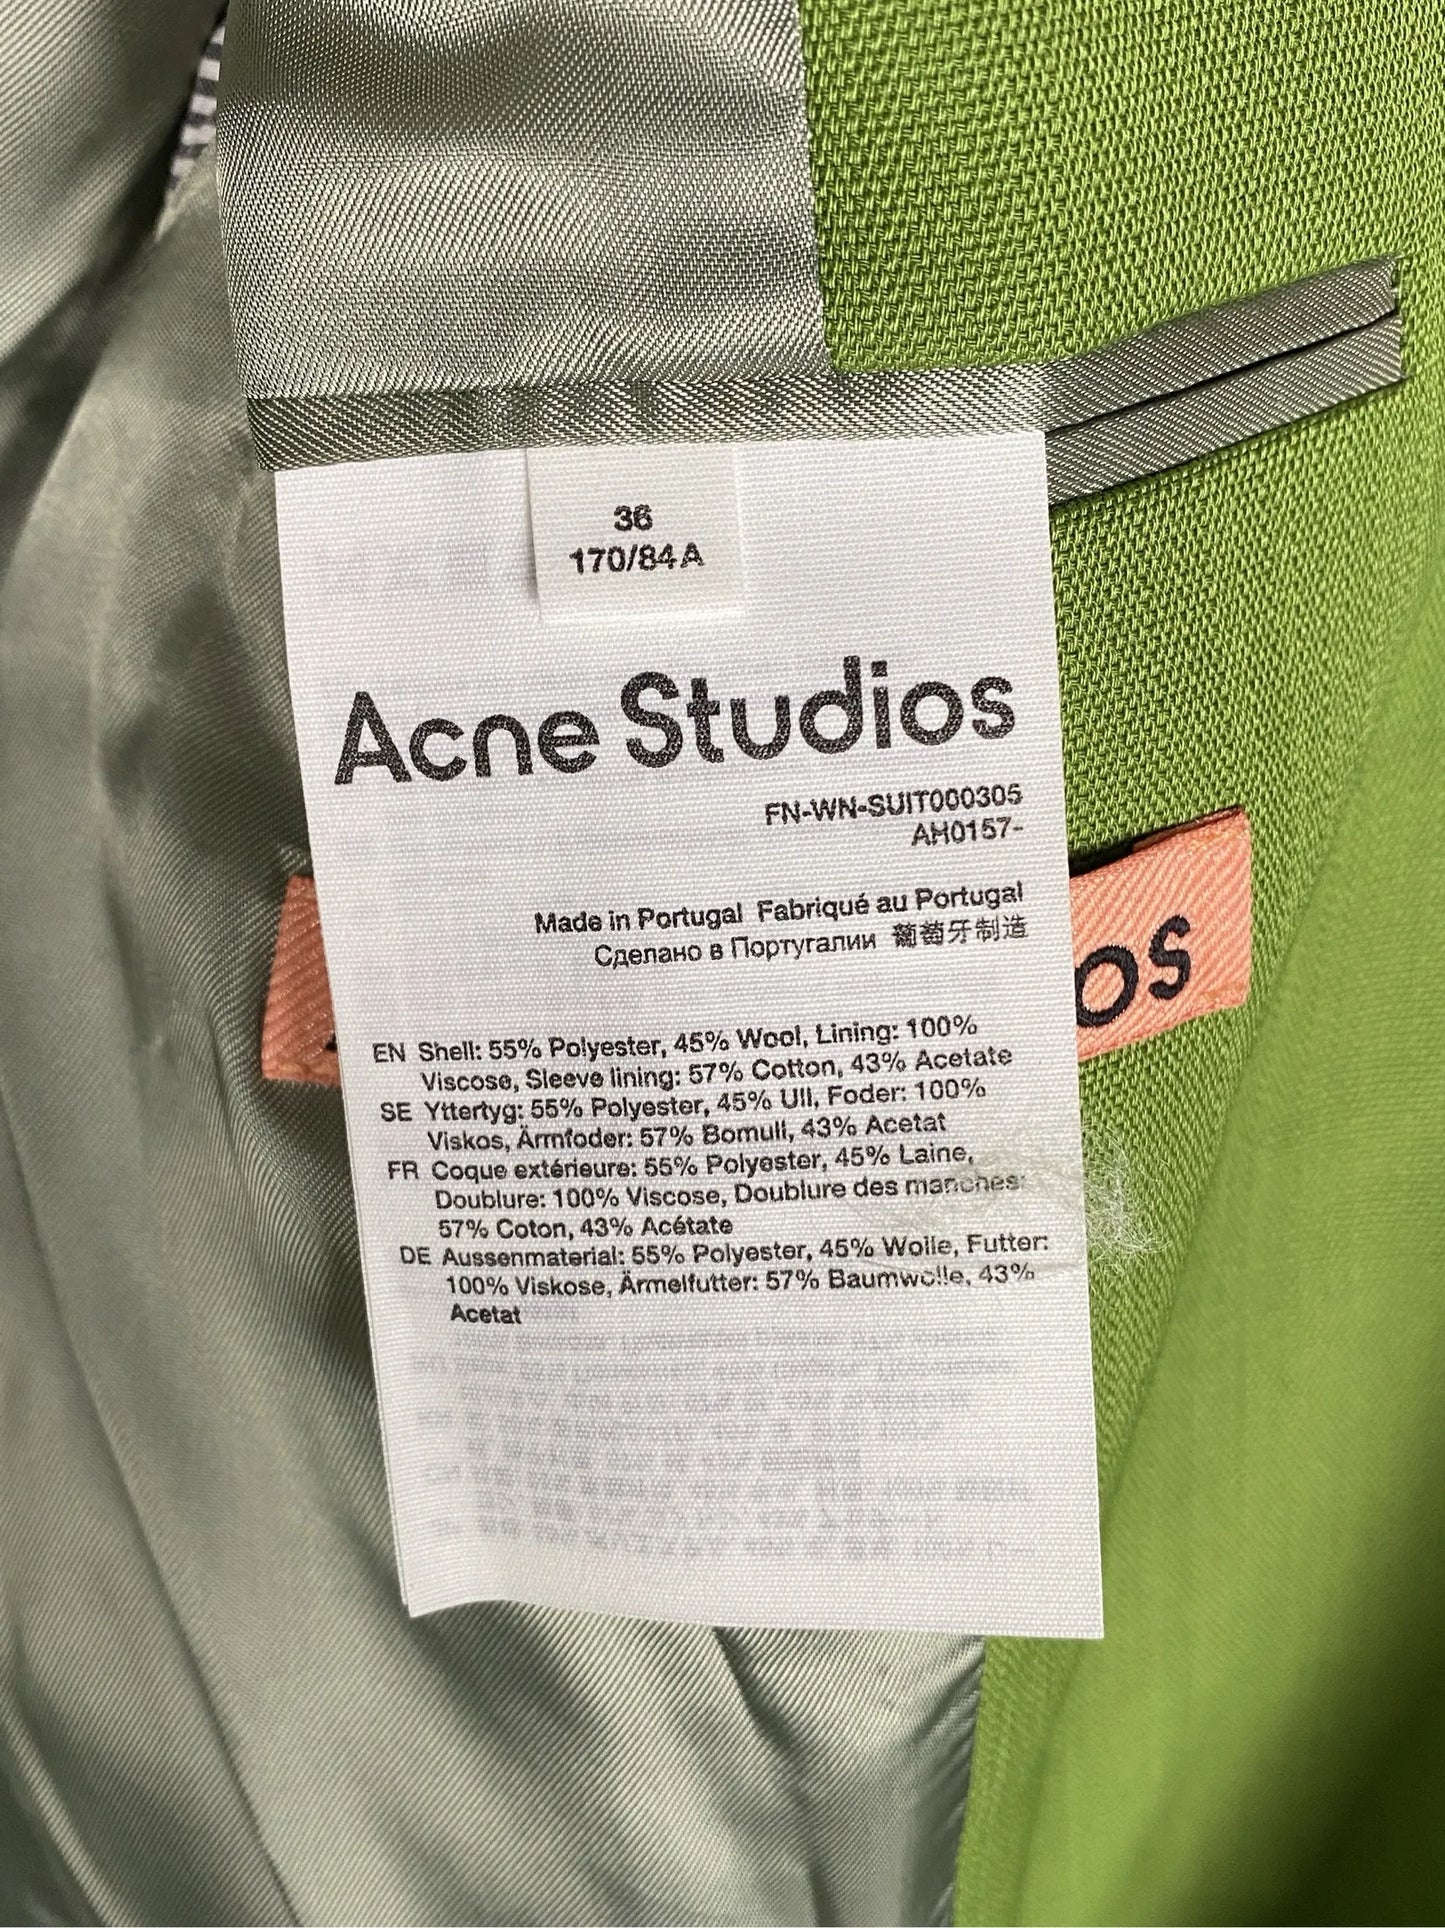 36
170/84A
Acne Studios
FN-WN-SUIT000305
AH0157-
Made in Portugal Fabriqué au Portugal
Сделано в Португалии 葡萄牙制造
os
EN Shell: 55% Polyester, 45% Wool, Lining: 100%
Viscose, Sleeve lining: 57% Cotton, 43% Acetate
SE Yttertyg: 55% Polyester, 45% Ull, Foder: 100%
Viskos, Ärmfoder: 57% Bomull, 43% Acetat
FR Coque extérieure: 55% Polyester, 45% Laine,
Doublure: 100% Viscose, Doublure des manches:
57% Coton, 43% Acétate
DE Aussenmaterial: 55% Polyester, 45% Wolle, Futter:
100% Viskose, Ärmelfutter: 57% Baumwolle, 43%
Acetat